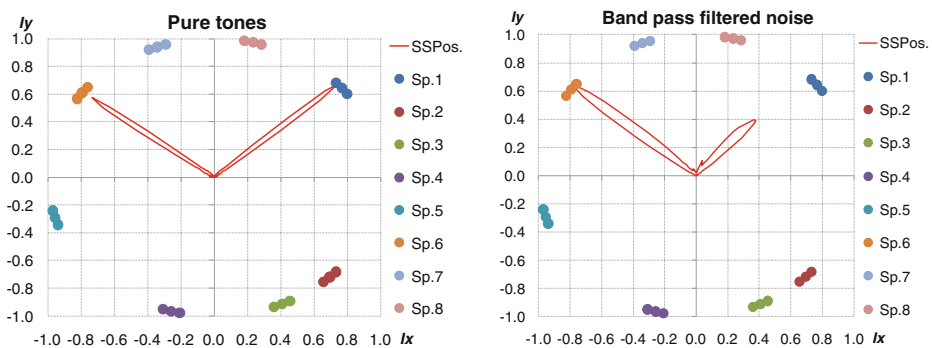 Iy
Pure tones
1.0
0.8
0.6
0.4
0.2
0.0
-0.2
-0.4
-0.6
-0.8
-1.0
-1.0 -0.8 -0.6 -0.4 -0.2 0.0 0.2 0.4 0.6 0.8 Ix 1.0
SSPos.
Sp.1
Sp.2
Sp.3
Sp.4
Sp.5
Sp.6
Sp.7
Sp.8
Iy
Band pass filtered noise
1.0
0.8
0.6
0.4
0.2
0.0
-0.2
-0.4
-0.6
-0.8
-1.0
-1.0 -0.8 -0.6 -0.4 -0.2 0.0 0.2 0.4 0.6 0.8 1.0 Ix
SSPos.
Sp.1
Sp.2
Sp.3
Sp.4
Sp.5
Sp.6
Sp.7
Sp.8